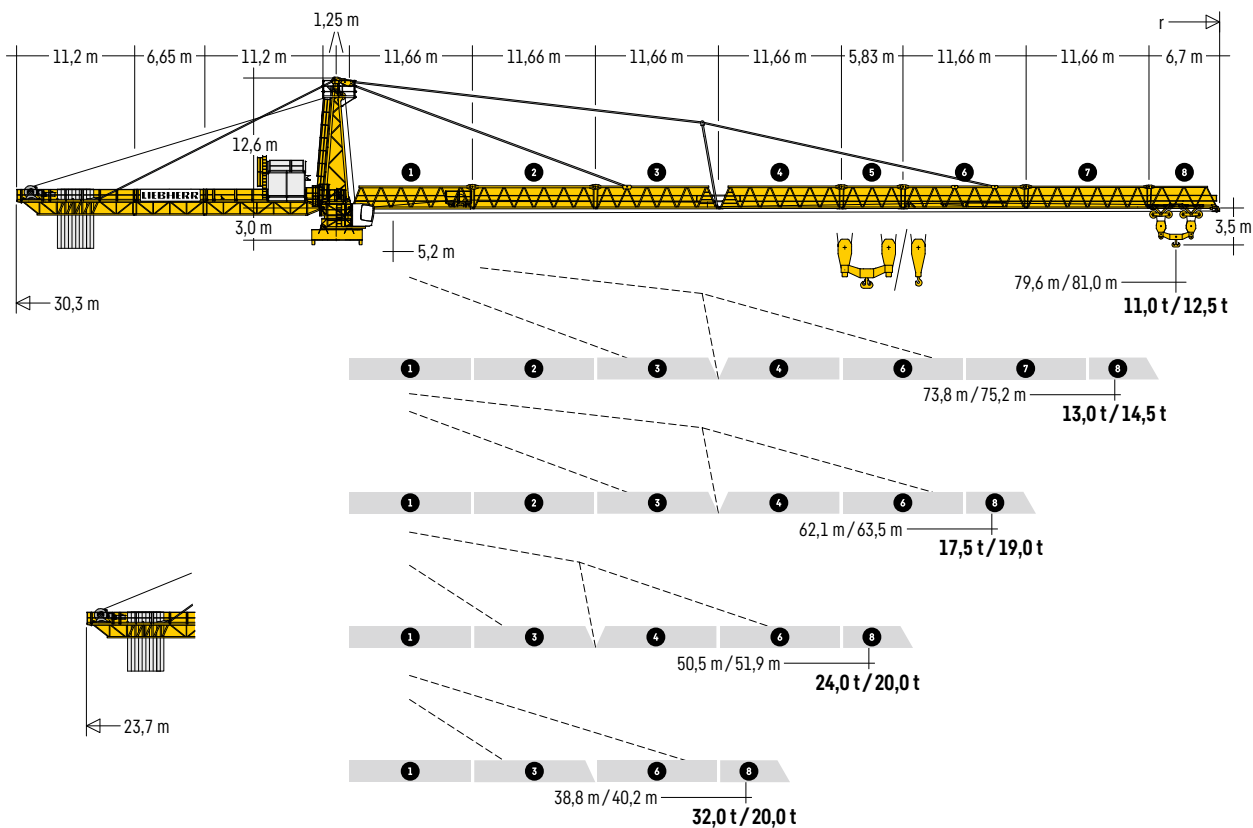 1,25 m
r
11,2 m 6,65 m 11,2 m 11,66 m 11,66 m 11,66 m 11,66 m 5,83 m 11,66 m 11,66 m 6,7 m
12,6 m
1 2 3 4 5 6 7 8
LIEBHERR
3,0 m
3,5 m
5,2 m
79,6 m / 81,0 m
30,3 m
11,0 t / 12,5 t
1 2 3 4 6 7 8
73,8 m / 75,2 m
13,0 t / 14,5 t
1 2 3 4 6 8
62,1 m / 63,5 m
17,5 t / 19,0 t
1 3 4 6 8
50,5 m / 51,9 m
24,0 t / 20,0 t
23,7 m
1 3 6 8
38,8 m / 40,2 m
32,0 t / 20,0 t